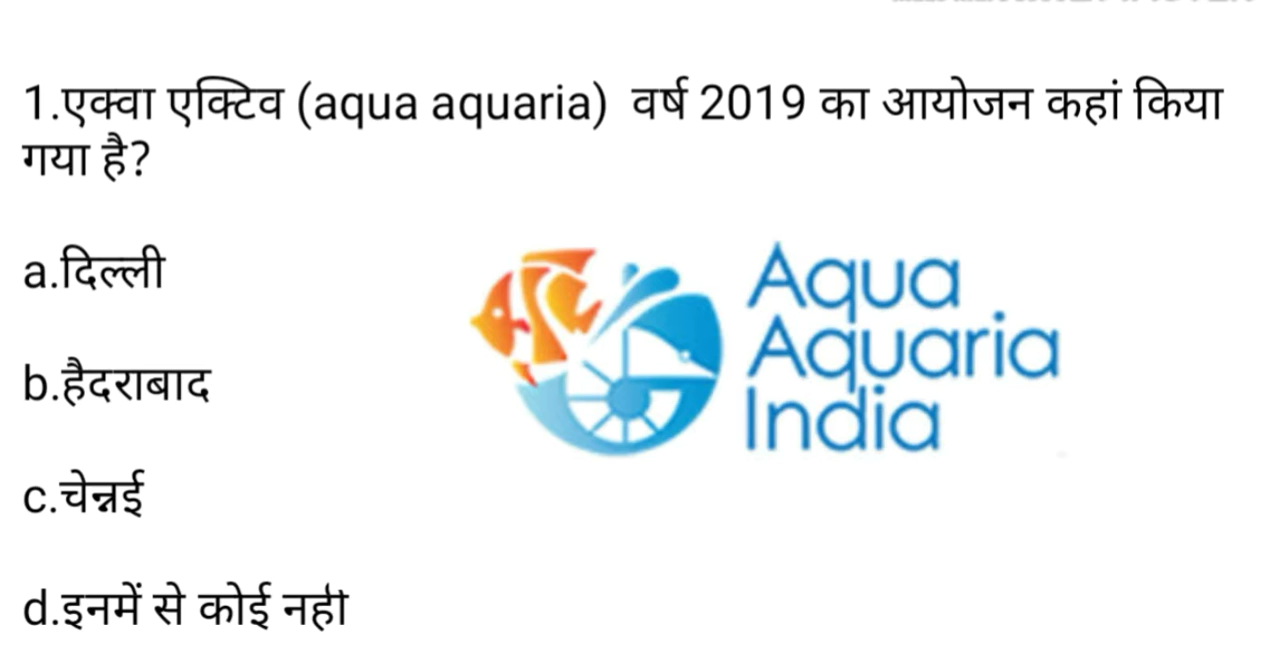 1.एक्वा एक्टिव (aqua aquaria) वर्ष 2019 का आयोजन कहां किया
गया है?
a.दिल्ली
b.हैदराबाद
c.चेन्नई
d.इनमें से कोई नही
Aqua
Aquaria
India